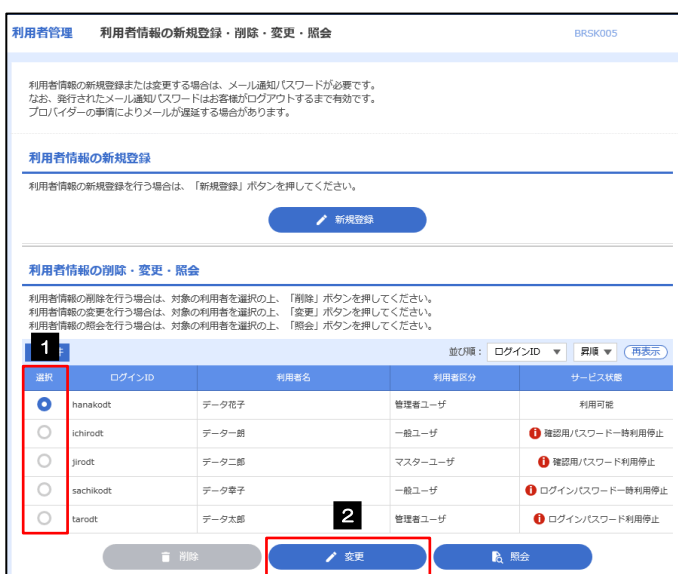 利用者管理 利用者情報の新規登録・削除・変更・照会 BRSK005
利用者情報の新規登録または変更する場合は、メール通知パスワードが必要です。
なお、発行されたメール通知パスワードはお客様がログアウトするまで有効です。
プロバイダーの事情によりメールが遅延する場合があります。
利用者情報の新規登録
利用者情報の新規登録を行う場合は、「新規登録」ボタンを押してください。
新規登録
利用者情報の削除・変更・照会
利用者情報の削除を行う場合は、対象の利用者を選択の上、「削除」ボタンを押してください。
利用者情報の変更を行う場合は、対象の利用者を選択の上、「変更」ボタンを押してください。
利用者情報の照会を行う場合は、対象の利用者を選択の上、「照会」ボタンを押してください。
1
並び順： ログインID 昇順 再表示
選択 ログインID 利用者名 利用者区分 サービス状態
hanakodt データ花子 管理者ユーザ 利用可能
ichirodt データ一朗 一般ユーザ 確認用パスワード一時利用停止
jirodt データ二郎 マスターユーザ 確認用パスワード利用停止
sachikodt データ幸子 一般ユーザ ログインパスワード一時利用停止
tarodt データ太郎 管理者ユーザ ログインパスワード利用停止
2
削除 変更 照会